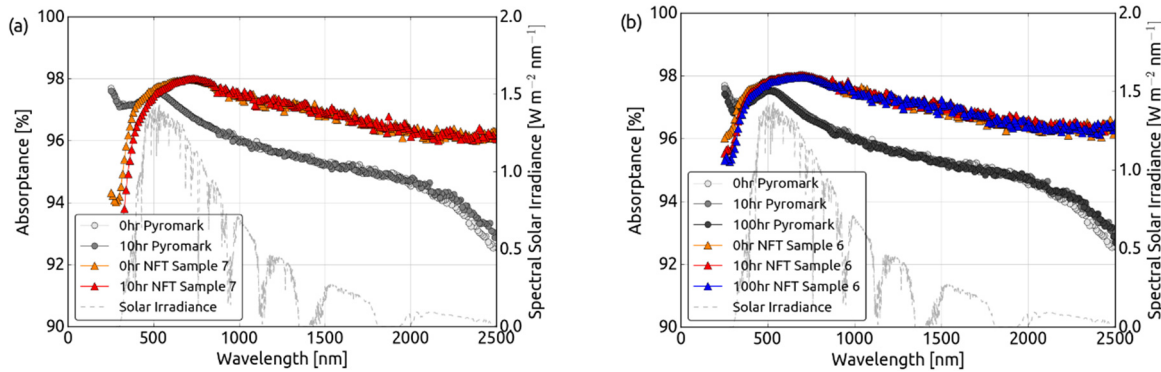 (a)
100
98
96
94
92
90
Absorptance [%]
0hr Pyromark
10hr Pyromark
0hr NFT Sample 7
10hr NFT Sample 7
Solar Irradiance
0
500
1000
1500
2000
2500
Wavelength [nm]
2.0
1.5
1.0
0.5
0.0
Spectral Solar Irradiance [W m⁻² nm⁻¹]
(b)
100
98
96
94
92
90
Absorptance [%]
0hr Pyromark
10hr Pyromark
100hr Pyromark
0hr NFT Sample 6
10hr NFT Sample 6
100hr NFT Sample 6
Solar Irradiance
0
500
1000
1500
2000
2500
Wavelength [nm]
2.0
1.5
1.0
0.5
0.0
Spectral Solar Irradiance [W m⁻² nm⁻¹]